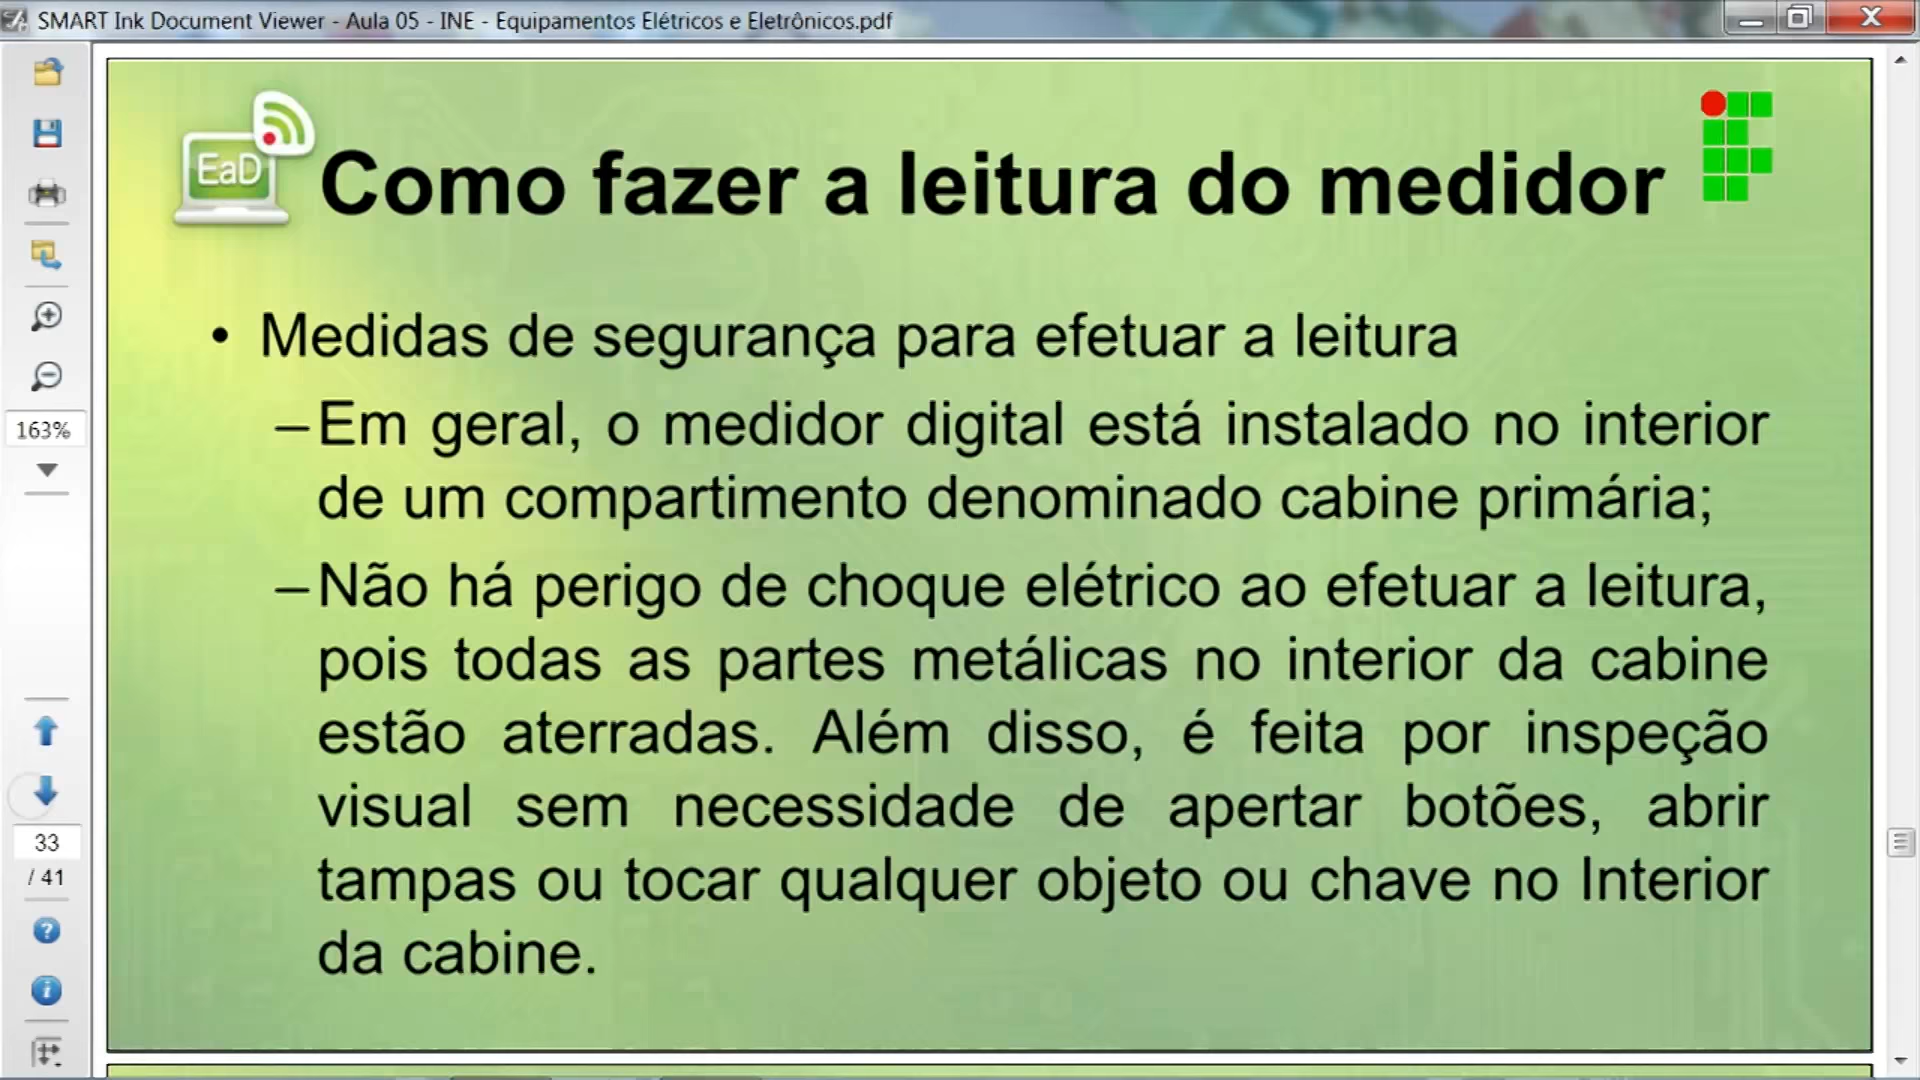 SMART Ink Document Viewer - Aula 05 - INE - Equipamentos Elétricos e Eletrônicos.pdf
EaD
Como fazer a leitura do medidor
• Medidas de segurança para efetuar a leitura
–Em geral, o medidor digital está instalado no interior
de um compartimento denominado cabine primária;
–Não há perigo de choque elétrico ao efetuar a leitura,
pois todas as partes metálicas no interior da cabine
estão aterradas. Além disso, é feita por inspeção
visual sem necessidade de apertar botões, abrir
tampas ou tocar qualquer objeto ou chave no Interior
da cabine.
163%
33
/ 41